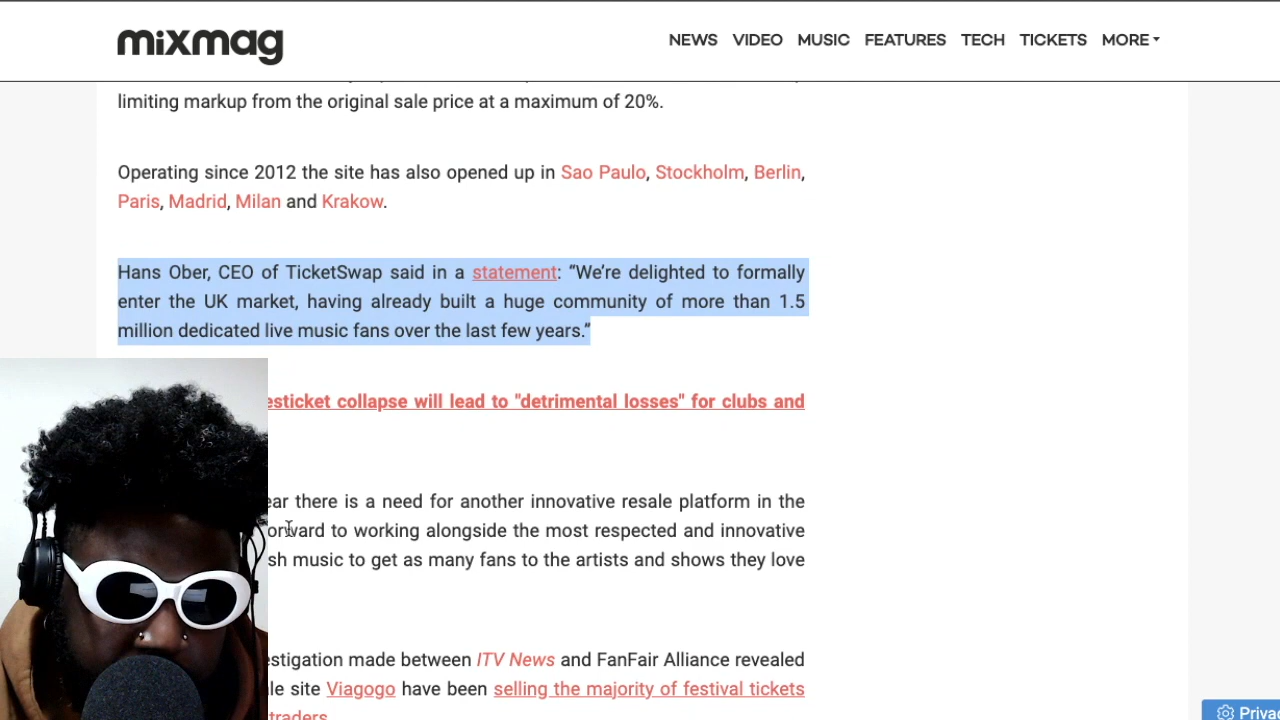 mixmag
NEWS VIDEO MUSIC FEATURES TECH TICKETS MORE
limiting markup from the original sale price at a maximum of 20%.
Operating since 2012 the site has also opened up in Sao Paulo, Stockholm, Berlin,
Paris, Madrid, Milan and Krakow.
Hans Ober, CEO of TicketSwap said in a statement: “We’re delighted to formally
enter the UK market, having already built a huge community of more than 1.5
million dedicated live music fans over the last few years.”
esticket collapse will lead to "detrimental losses" for clubs and
ear there is a need for another innovative resale platform in the
orward to working alongside the most respected and innovative
sh music to get as many fans to the artists and shows they love
estigation made between ITV News and FanFair Alliance revealed
le site Viagogo have been selling the majority of festival tickets
traders.
Privac